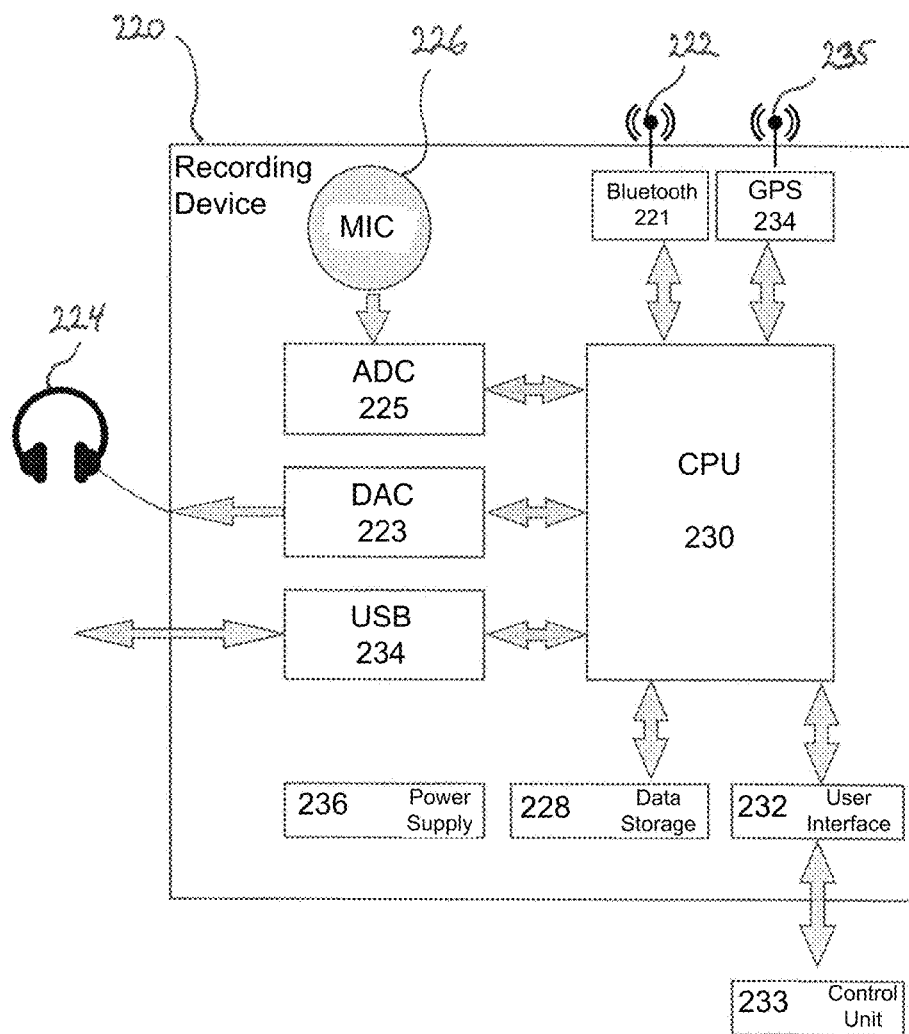 220
226
222
235
Recording
Device
MIC
Bluetooth
221
GPS
234
224
ADC
225
DAC
223
CPU
230
USB
234
236 Power
Supply
228 Data
Storage
232 User
Interface
233 Control
Unit